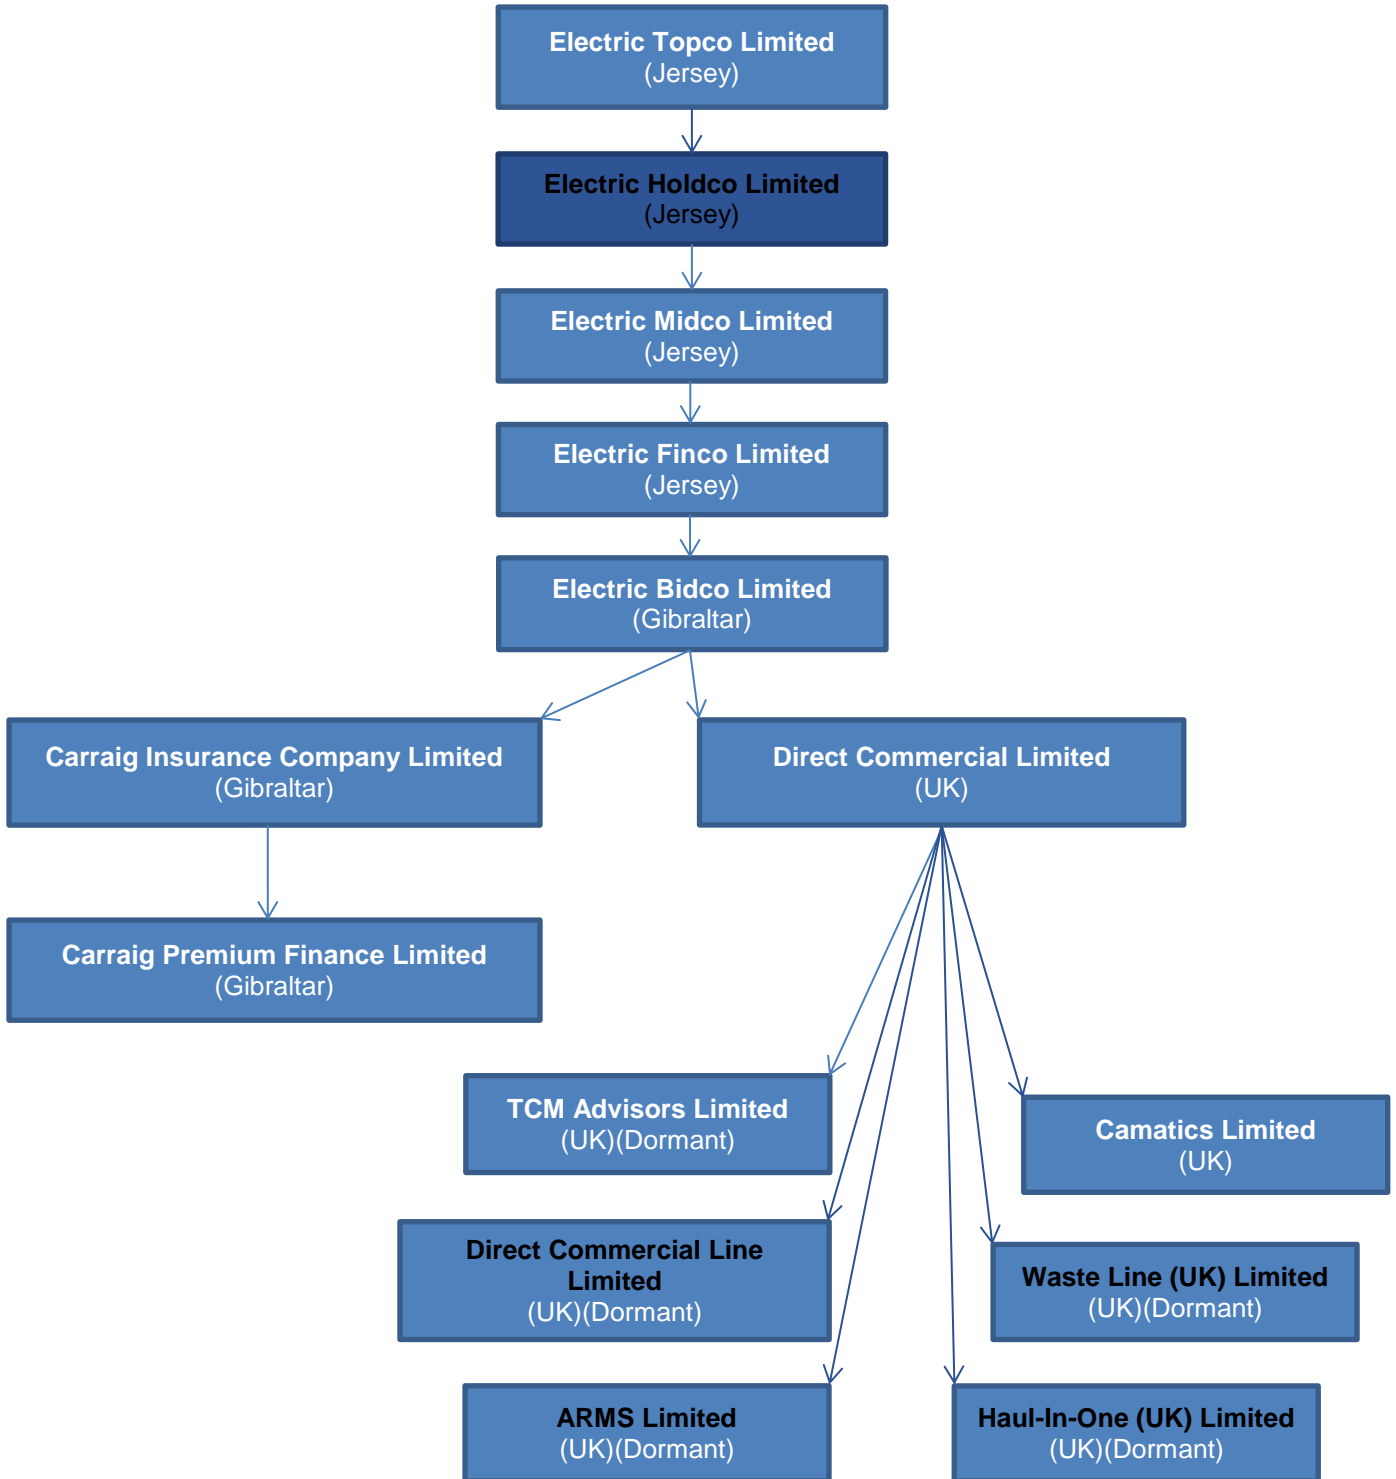 Electric Topco Limited
(Jersey)
Electric Holdco Limited
(Jersey)
Electric Midco Limited
(Jersey)
Electric Finco Limited
(Jersey)
Electric Bidco Limited
(Gibraltar)
Carraig Insurance Company Limited
(Gibraltar)
Direct Commercial Limited
(UK)
Carraig Premium Finance Limited
(Gibraltar)
TCM Advisors Limited
(UK)(Dormant)
Camatics Limited
(UK)
Direct Commercial Line
Limited
(UK)(Dormant)
Waste Line (UK) Limited
(UK)(Dormant)
ARMS Limited
(UK)(Dormant)
Haul-In-One (UK) Limited
(UK)(Dormant)